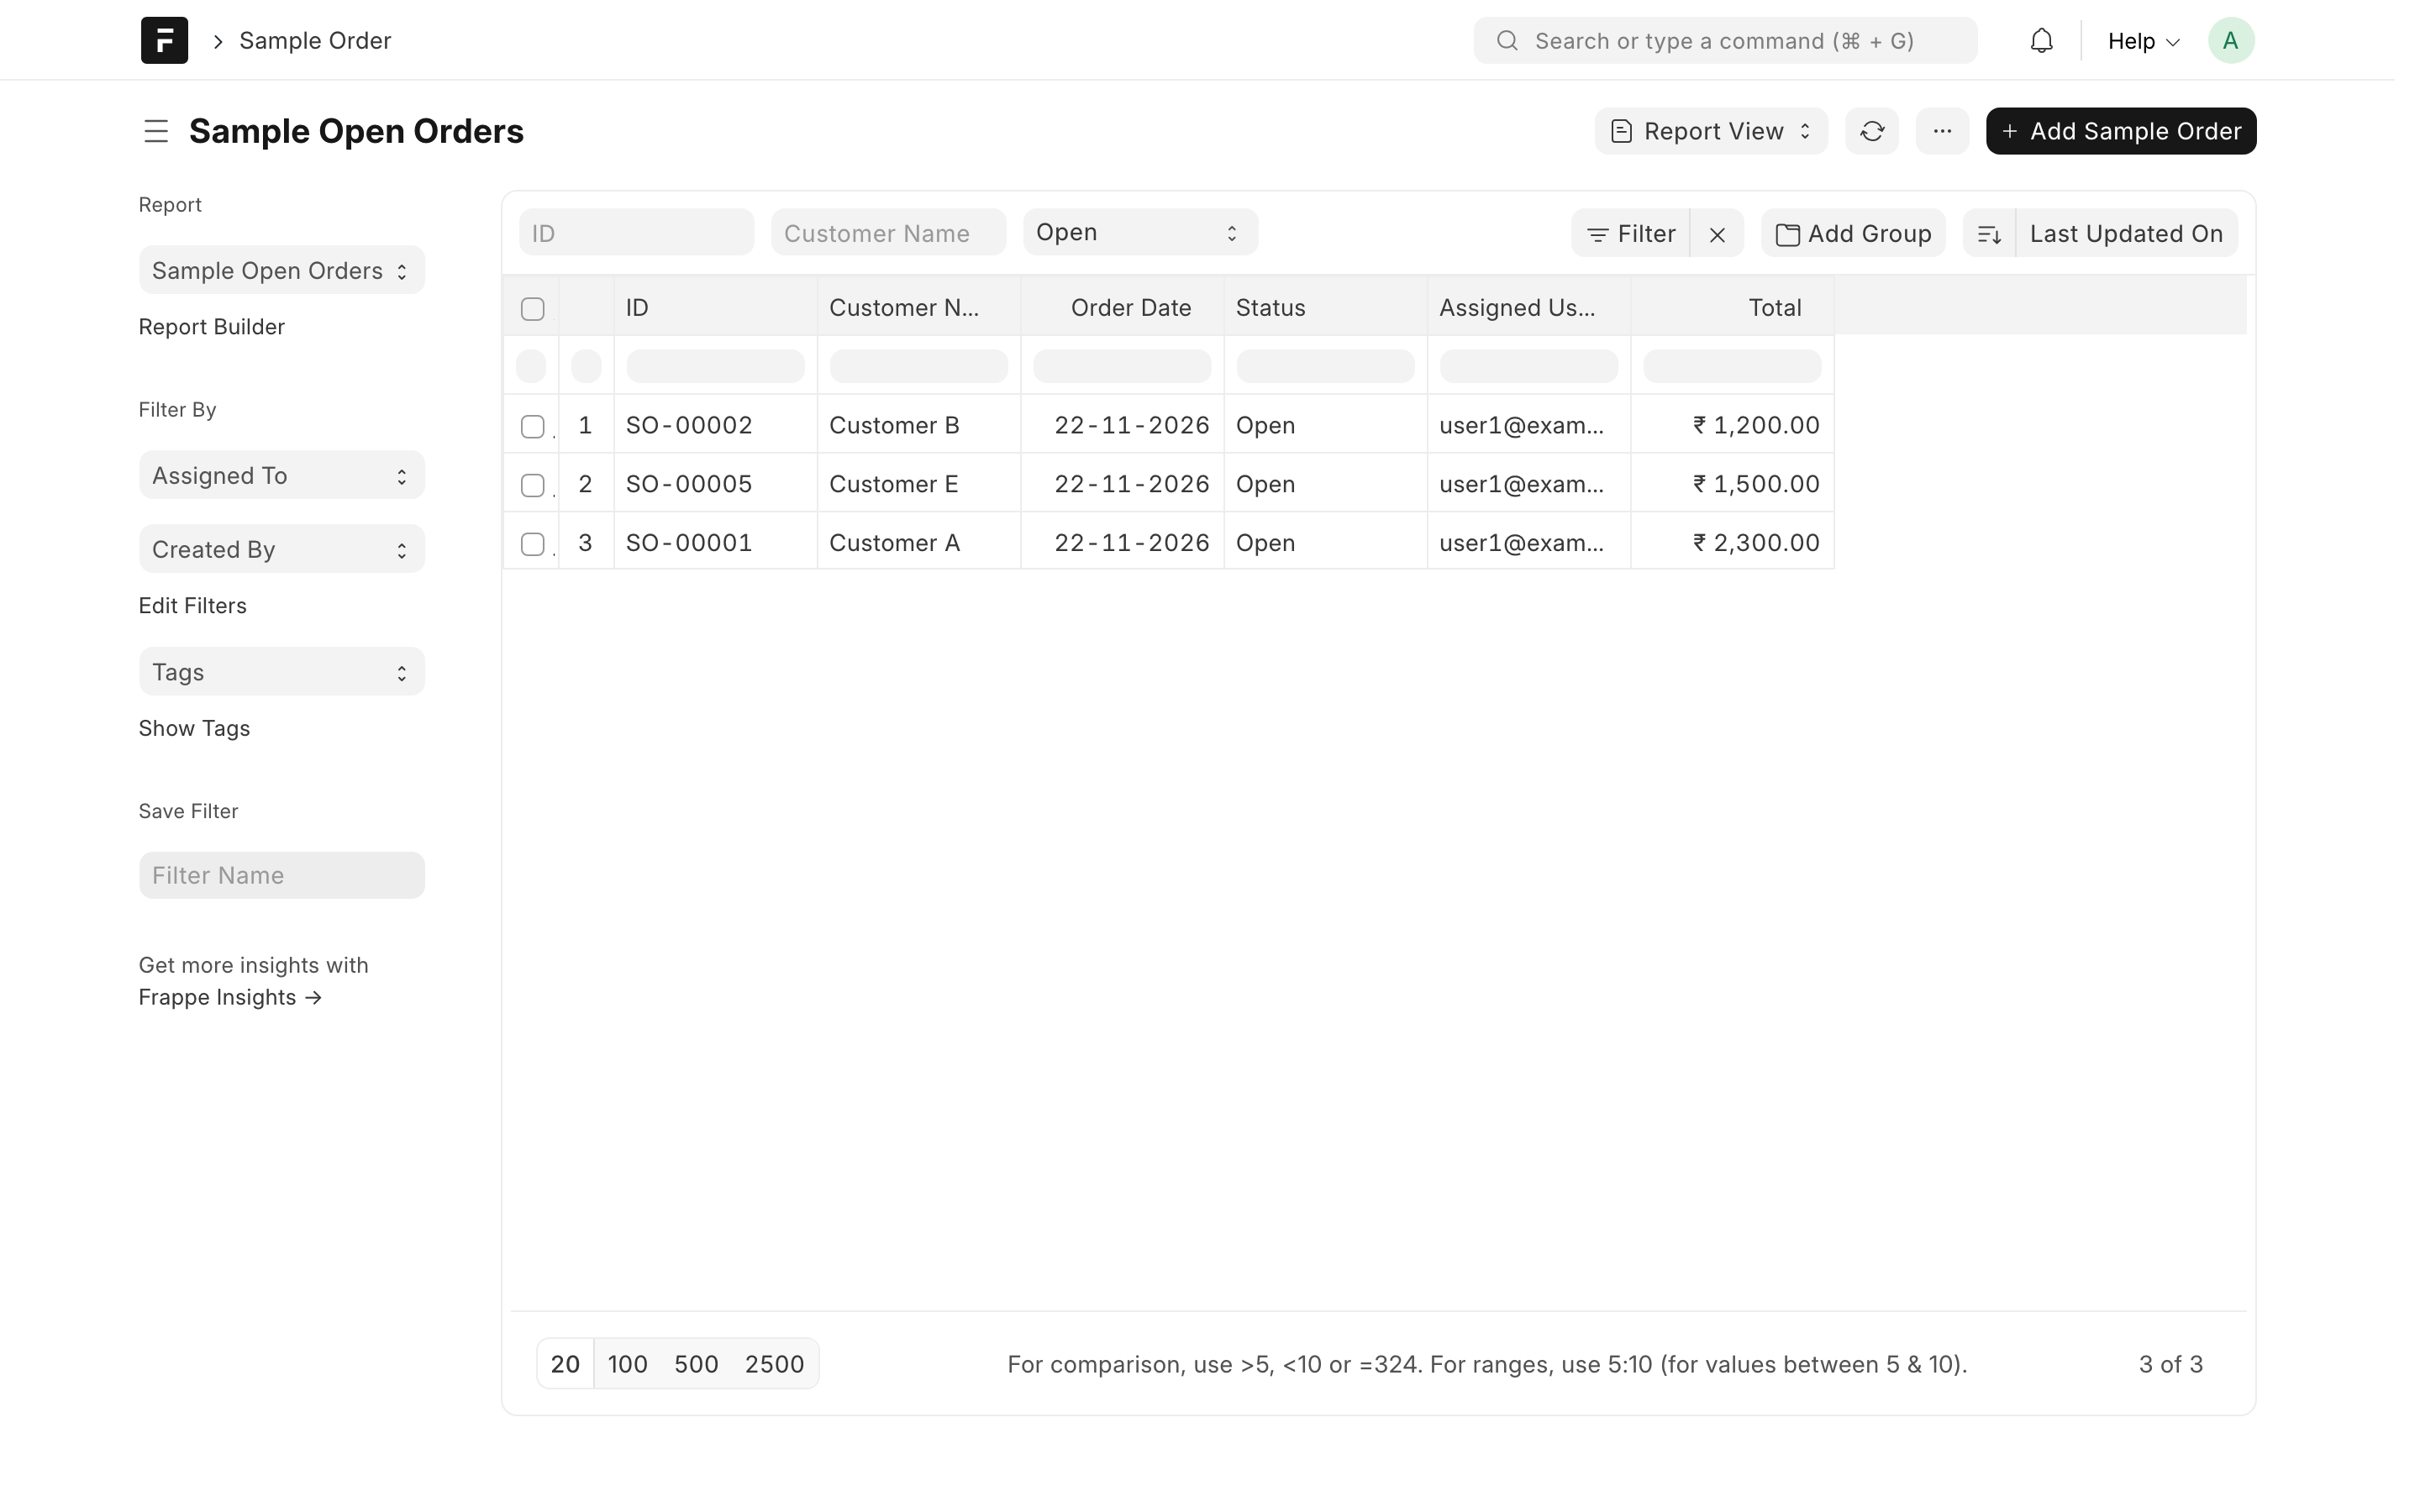 F
Sample Order
Search or type a command (⌘ + G)
Help
A
Sample Open Orders
Report View
+ Add Sample Order
Report
Sample Open Orders
Report Builder
Filter By
Assigned To
Created By
Edit Filters
Tags
Show Tags
Save Filter
Filter Name
Get more insights with
Frappe Insights →
ID
Customer Name
Open
Filter
Add Group
Last Updated On
ID Customer N... Order Date Status Assigned Us... Total
1 SO-00002 Customer B 22-11-2026 Open user1@exam... ₹ 1,200.00
2 SO-00005 Customer E 22-11-2026 Open user1@exam... ₹ 1,500.00
3 SO-00001 Customer A 22-11-2026 Open user1@exam... ₹ 2,300.00
20 100 500 2500
For comparison, use >5, <10 or =324. For ranges, use 5:10 (for values between 5 & 10).
3 of 3